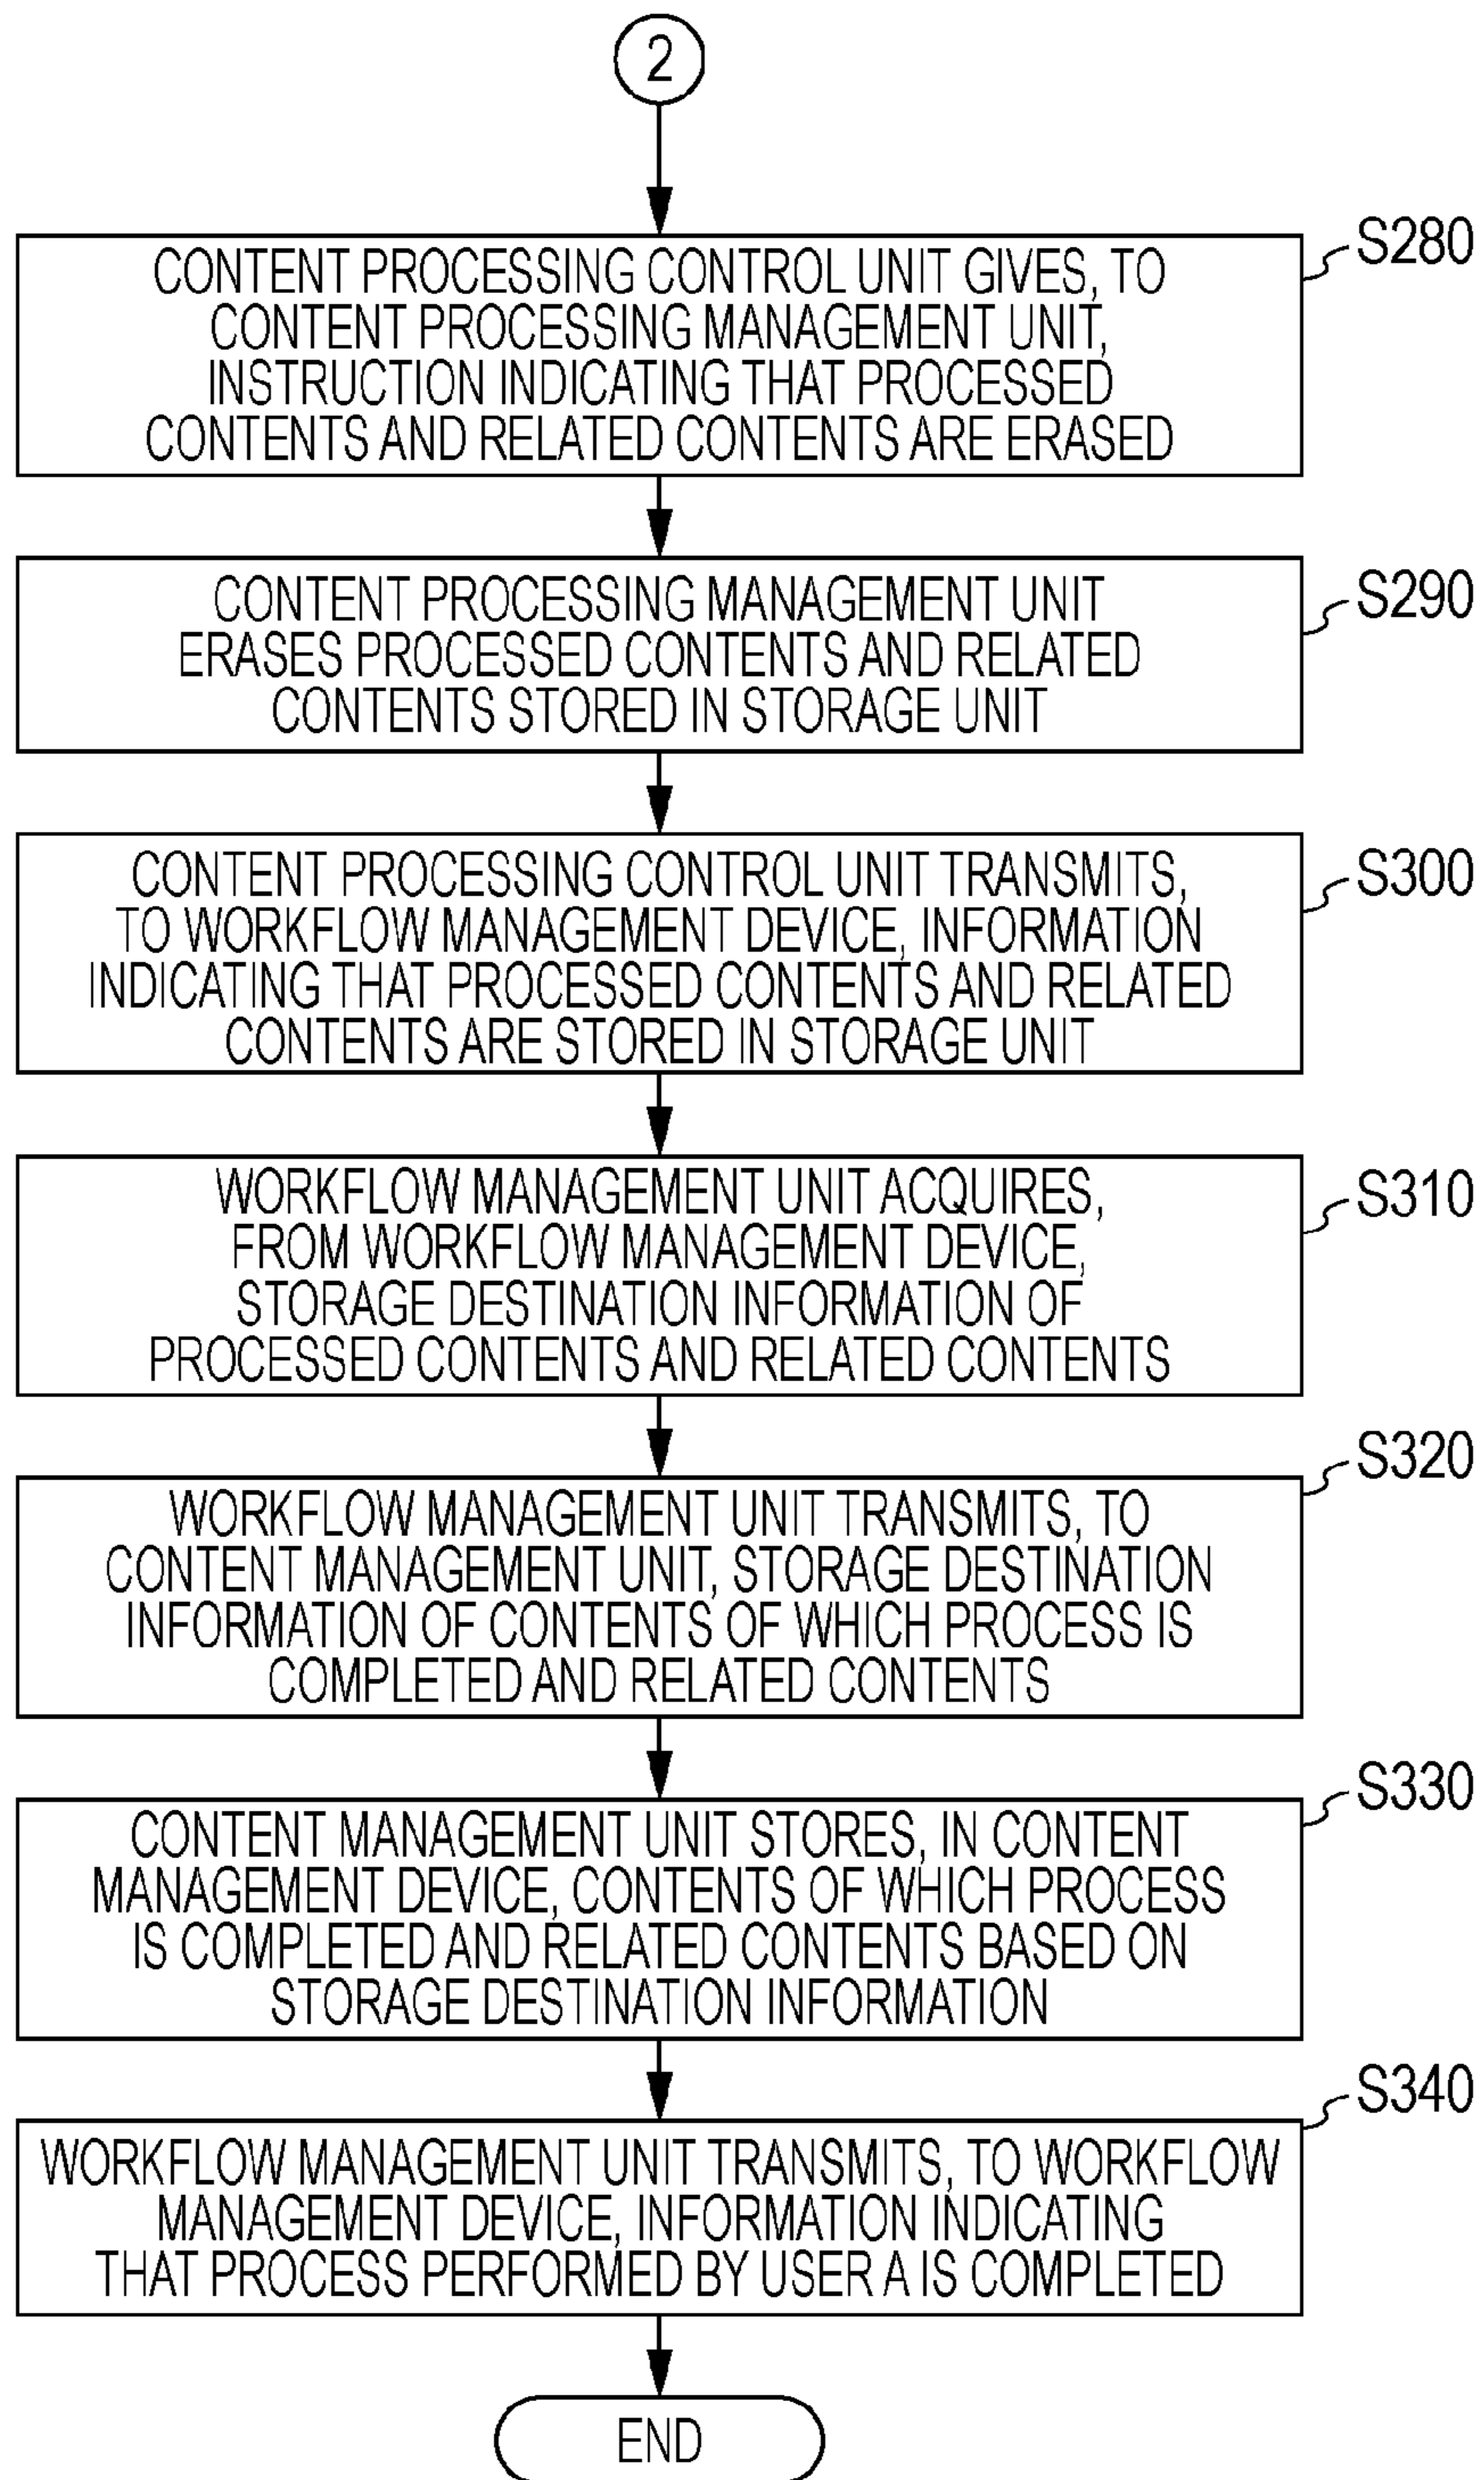 2
S280
CONTENT PROCESSING CONTROL UNIT GIVES, TO
CONTENT PROCESSING MANAGEMENT UNIT,
INSTRUCTION INDICATING THAT PROCESSED
CONTENTS AND RELATED CONTENTS ARE ERASED
S290
CONTENT PROCESSING MANAGEMENT UNIT
ERASES PROCESSED CONTENTS AND RELATED
CONTENTS STORED IN STORAGE UNIT
S300
CONTENT PROCESSING CONTROL UNIT TRANSMITS,
TO WORKFLOW MANAGEMENT DEVICE, INFORMATION
INDICATING THAT PROCESSED CONTENTS AND RELATED
CONTENTS ARE STORED IN STORAGE UNIT
S310
WORKFLOW MANAGEMENT UNIT ACQUIRES,
FROM WORKFLOW MANAGEMENT DEVICE,
STORAGE DESTINATION INFORMATION OF
PROCESSED CONTENTS AND RELATED CONTENTS
S320
WORKFLOW MANAGEMENT UNIT TRANSMITS, TO
CONTENT MANAGEMENT UNIT, STORAGE DESTINATION
INFORMATION OF CONTENTS OF WHICH PROCESS IS
COMPLETED AND RELATED CONTENTS
S330
CONTENT MANAGEMENT UNIT STORES, IN CONTENT
MANAGEMENT DEVICE, CONTENTS OF WHICH PROCESS
IS COMPLETED AND RELATED CONTENTS BASED ON
STORAGE DESTINATION INFORMATION
S340
WORKFLOW MANAGEMENT UNIT TRANSMITS, TO WORKFLOW
MANAGEMENT DEVICE, INFORMATION INDICATING
THAT PROCESS PERFORMED BY USER A IS COMPLETED
END